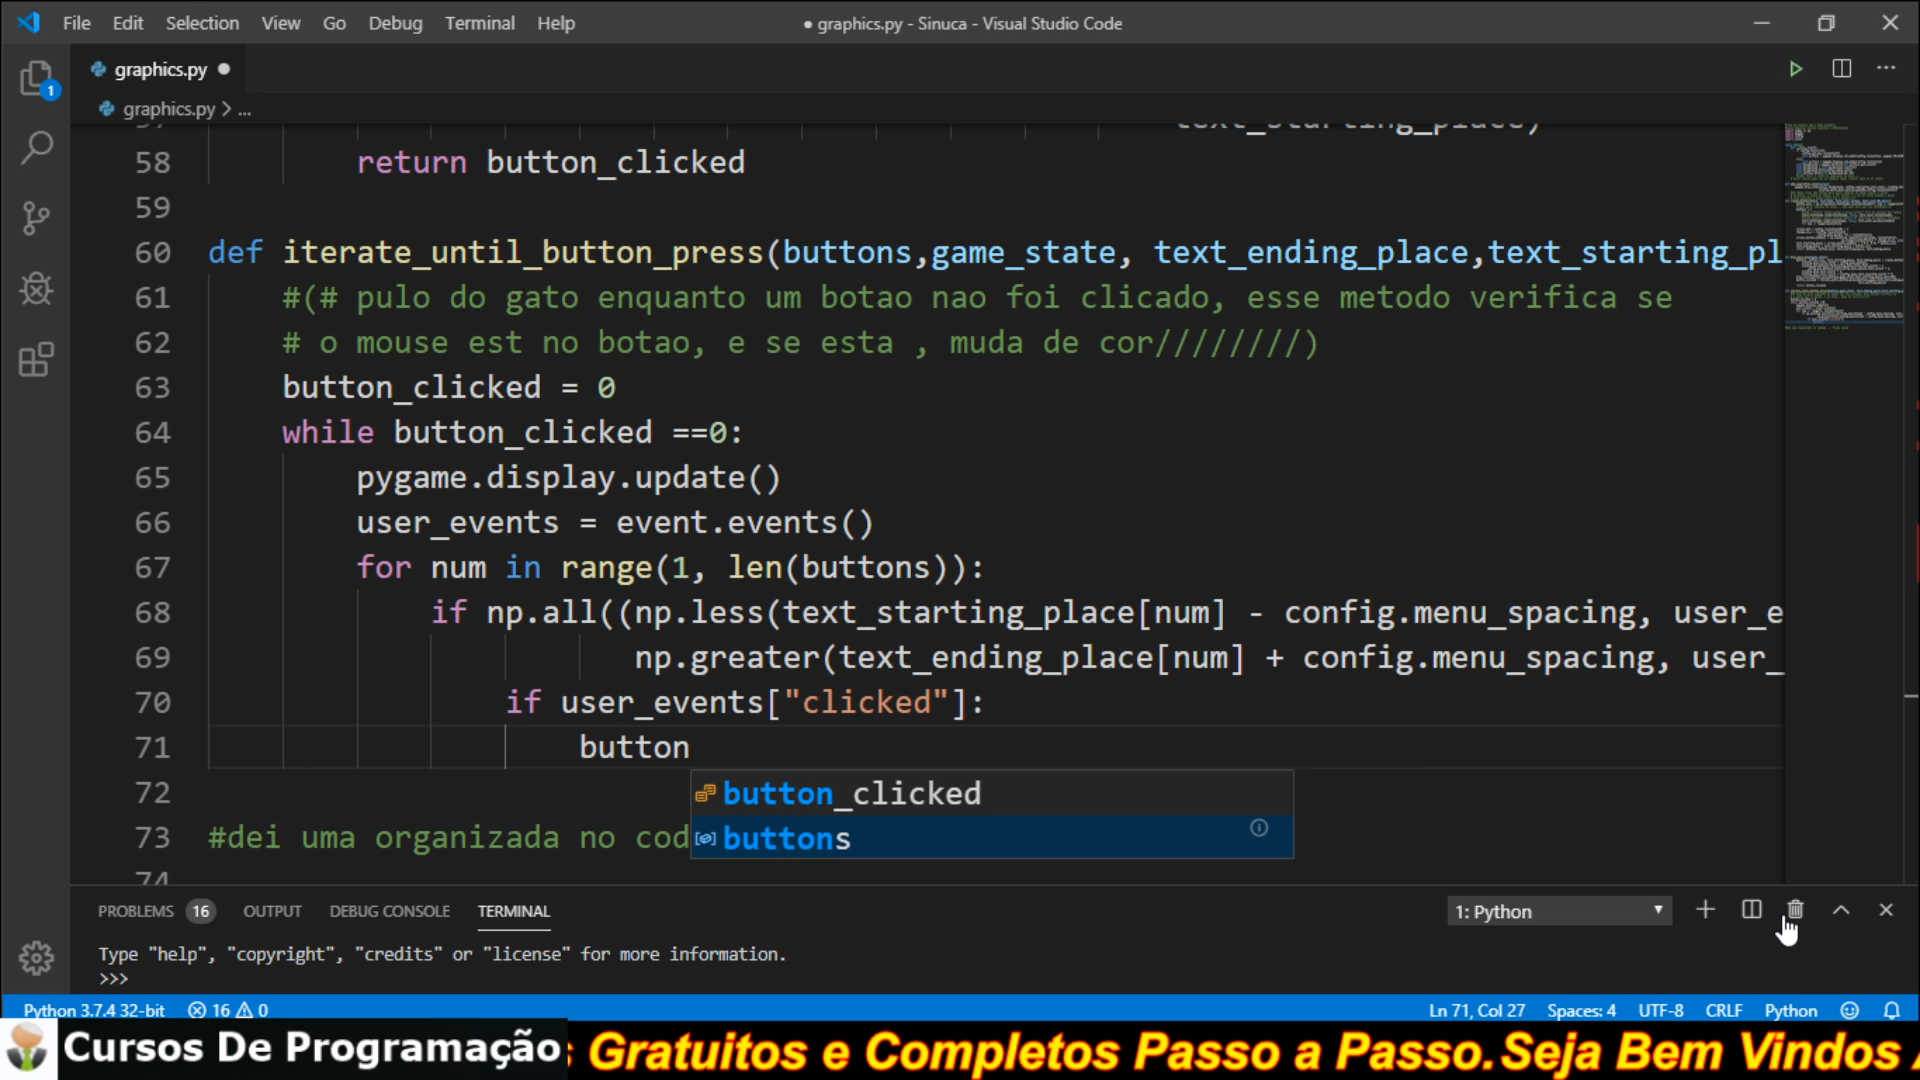 File Edit Selection View Go Debug Terminal Help
● graphics.py - Sinuca - Visual Studio Code
1
graphics.py ●
graphics.py > ...
57 text_starting_place)
58 return button_clicked
59
60 def iterate_until_button_press(buttons,game_state, text_ending_place,text_starting_pl
61 #(# pulo do gato enquanto um botao nao foi clicado, esse metodo verifica se
62 # o mouse est no botao, e se esta , muda de cor////////)
63 button_clicked = 0
64 while button_clicked ==0:
65 pygame.display.update()
66 user_events = event.events()
67 for num in range(1, len(buttons)):
68 if np.all((np.less(text_starting_place[num] - config.menu_spacing, user_e
69 np.greater(text_ending_place[num] + config.menu_spacing, user_
70 if user_events["clicked"]:
71 button
72 button_clicked
73 #dei uma organizada no cod
buttons
74
PROBLEMS 16 OUTPUT DEBUG CONSOLE TERMINAL 1: Python
Type "help", "copyright", "credits" or "license" for more information.
>>>
Python 3.7.4 32-bit 16 0 Ln 71, Col 27 Spaces: 4 UTF-8 CRLF Python
Cursos De Programação
s Gratuitos e Completos Passo a Passo.Seja Bem Vindos